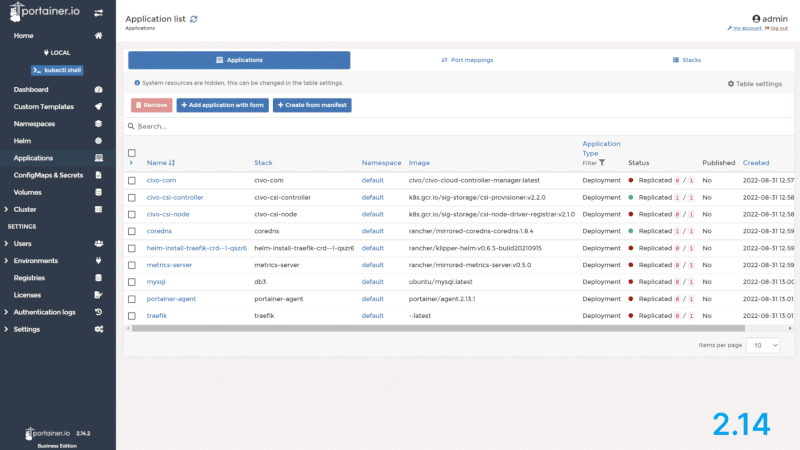 portainer.io
Home
LOCAL
kubectl shell
Dashboard
Custom Templates
Namespaces
Helm
Applications
ConfigMaps & Secrets
Volumes
Cluster
SETTINGS
Users
Environments
Registries
Licenses
Authentication logs
Settings
portainer.io 2.14.2
Business Edition
Application list
Applications
admin
my account log out
Applications Port mappings Stacks
System resources are hidden, this can be changed in the table settings. Table settings
Remove + Add application with form + Create from manifest
Search...
Name Stack Namespace Image Application Type Filter Status Published Created
civo-com civo-com default civo/civo-cloud-controller-manager:latest Deployment Replicated 0 / 1 No 2022-08-31 12:57
civo-csi-controller civo-csi-controller default k8s.gcr.io/sig-storage/csi-provisioner:v2.2.0 Deployment Replicated 1 / 1 No 2022-08-31 12:58
civo-csi-node civo-csi-node default k8s.gcr.io/sig-storage/csi-node-driver-registrar:v2.1.0 Deployment Replicated 0 / 1 No 2022-08-31 12:58
coredns coredns default rancher/mirrored-coredns-coredns:1.8.4 Deployment Replicated 1 / 1 No 2022-08-31 12:59
helm-install-traefik-crd--1-qszr6 helm-install-traefik-crd--1-qszr6 default rancher/klipper-helm:v0.6.5-build20210915 Deployment Replicated 0 / 1 No 2022-08-31 12:59
metrics-server metrics-server default rancher/mirrored-metrics-server:v0.5.0 Deployment Replicated 0 / 1 No 2022-08-31 12:59
mysql db3 default ubuntu/mysql:latest Deployment Replicated 0 / 1 No 2022-08-31 13:00
portainer-agent portainer-agent default portainer/agent:2.13.1 Deployment Replicated 0 / 1 No 2022-08-31 13:01
traefik traefik default -:latest Deployment Replicated 0 / 1 No 2022-08-31 13:01
Items per page 10
2.14